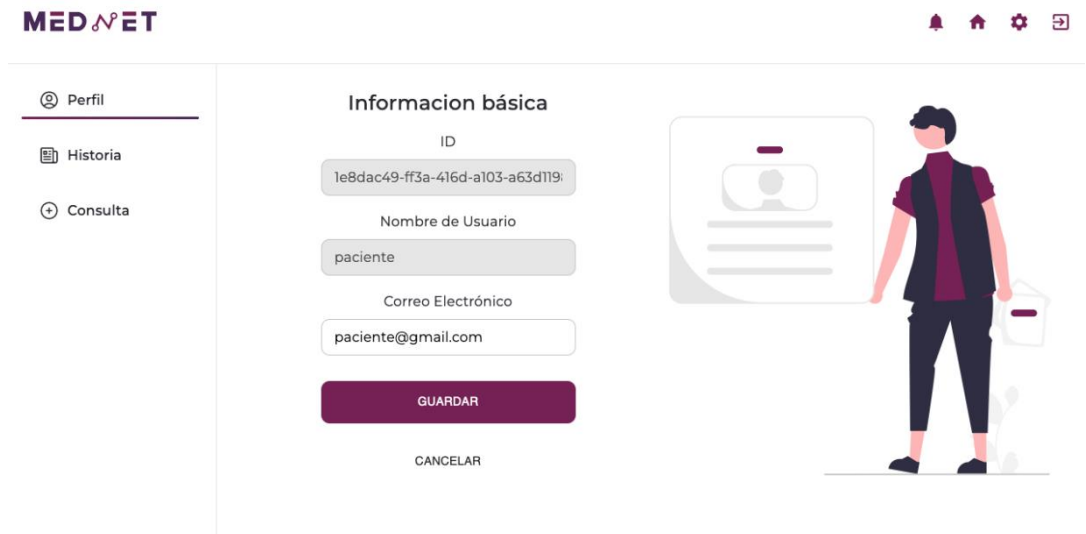 MEDNET
Perfil
Historia
Consulta
Informacion básica
ID
1e8dac49-ff3a-416d-a103-a63d119
Nombre de Usuario
paciente
Correo Electrónico
paciente@gmail.com
GUARDAR
CANCELAR